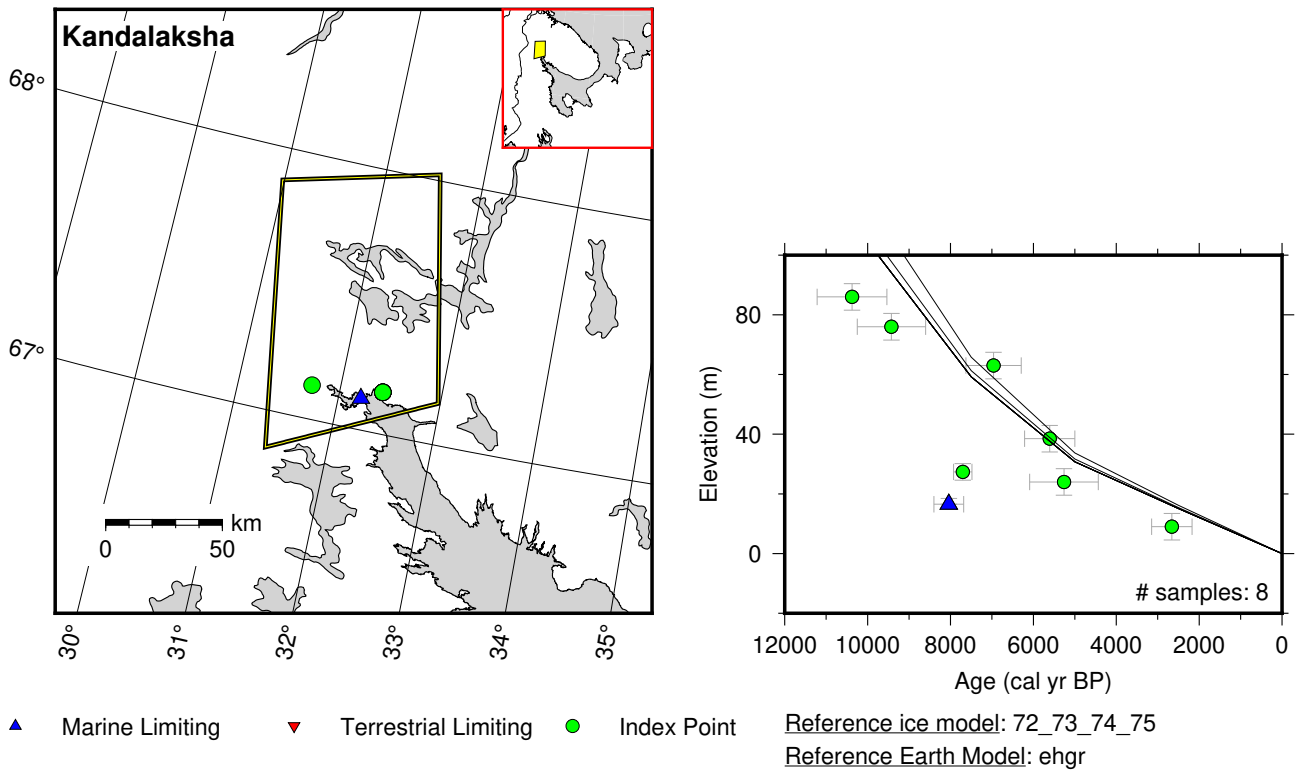 Kandalaksha
68°
67°
km
0 50
30° 31° 32° 33° 34° 35°
80
40
0
Elevation (m)
# samples: 8
12000 10000 8000 6000 4000 2000 0
Age (cal yr BP)
Marine Limiting Terrestrial Limiting Index Point
Reference ice model: 72_73_74_75
Reference Earth Model: ehgr